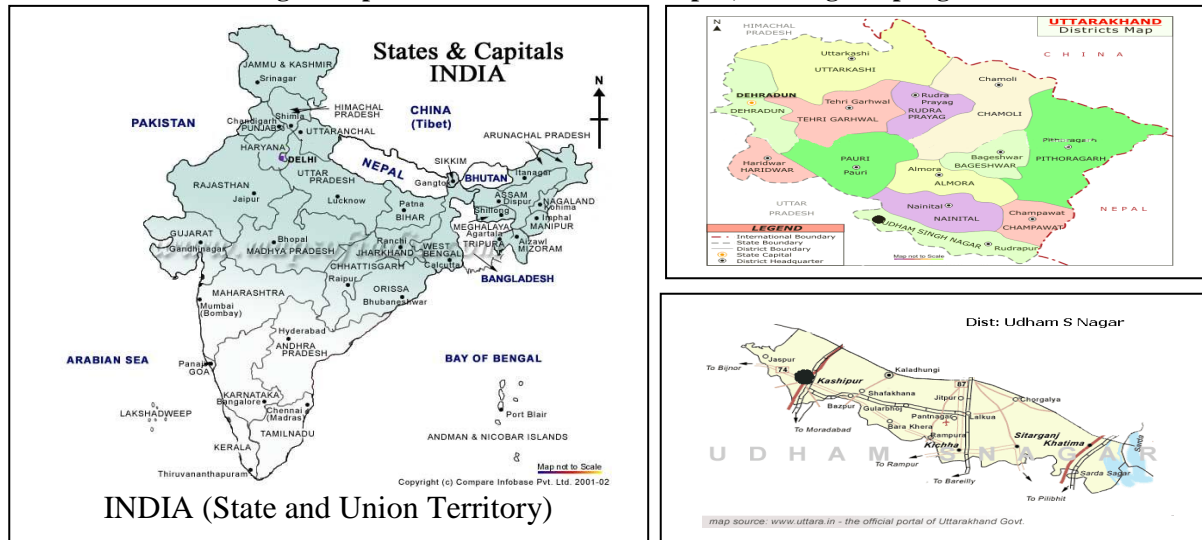 States & Capitals
INDIA
JAMMU & KASHMIR
Srinagar
HIMACHAL
PRADESH
CHINA
(Tibet)
N
PAKISTAN
Chandigarh
Shimla
PUNJAB
UTTARANCHAL
ARUNACHAL PRADESH
HARYANA
DELHI
NEPAL
SIKKIM
Gangtok
BHUTAN
Itanagar
RAJASTHAN
Jaipur
UTTAR
PRADESH
Lucknow
ASSAM
Dispur
NAGALAND
Kohima
Patna
BIHAR
Shillong
MEGHALAYA
Imphal
MANIPUR
GUJARAT
Gandhinagar
Bhopal
MADHYA PRADESH
Ranchi
JHARKHAND
WEST
BENGAL
Calcutta
Agartala
TRIPURA
Aizawl
MIZORAM
CHHATTISGARH
Raipur
BANGLADESH
ORISSA
Bhubaneshwar
MAHARASHTRA
Mumbai
(Bombay)
Hyderabad
ANDHRA
PRADESH
ARABIAN SEA
BAY OF BENGAL
Panaji
GOA
KARNATAKA
Bangalore
Chennai
(Madras)
LAKSHADWEEP
Port Blair
TAMILNADU
ANDMAN & NICOBAR ISLANDS
KERALA
Thiruvananthapuram
Map not to Scale
Copyright (c) Compare Infobase Pvt. Ltd. 2001-02
INDIA (State and Union Territory)
N
HIMACHAL
PRADESH
UTTARAKHAND
Districts Map
CHINA
Uttarkashi
UTTARKASHI
Chamoli
CHAMOLI
DEHRADUN
DEHRADUN
Tehri Garhwal
TEHRI GARHWAL
Rudra
Prayag
RUDRA
PRAYAG
Pithoragarh
PITHORAGARH
Haridwar
HARIDWAR
PAURI
Pauri
Bageshwar
BAGESHWAR
Almora
ALMORA
UTTAR
PRADESH
Nainital
NAINITAL
Champawat
CHAMPAWAT
NEPAL
UDHAM SINGH NAGAR
Rudrapur
LEGEND
International Boundary
State Boundary
District Boundary
State Capital
District Headquarter
Map not to Scale
Dist: Udham S Nagar
To Bijnor
Jaspur
74
Kashipur
Kaladhungi
87
Shafakhana
Jitpur
Chorgalya
Bazpur
Gularbhoj
Pantnagar
Lalkua
To Moradabad
Bara Khera
Rampura
Kichha
Sitarganj
Khatima
Sarda
UDHAM S NAGAR
To Rampur
To Bareilly
Sarda Sagar
To Pilibhit
map source: www.uttara.in - the official portal of Uttarakhand Govt.